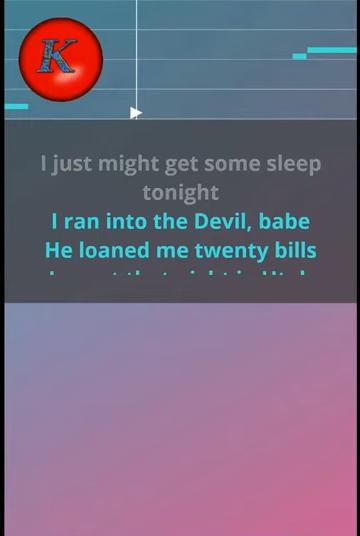 K
I just might get some sleep
tonight
I ran into the Devil, babe
He loaned me twenty bills